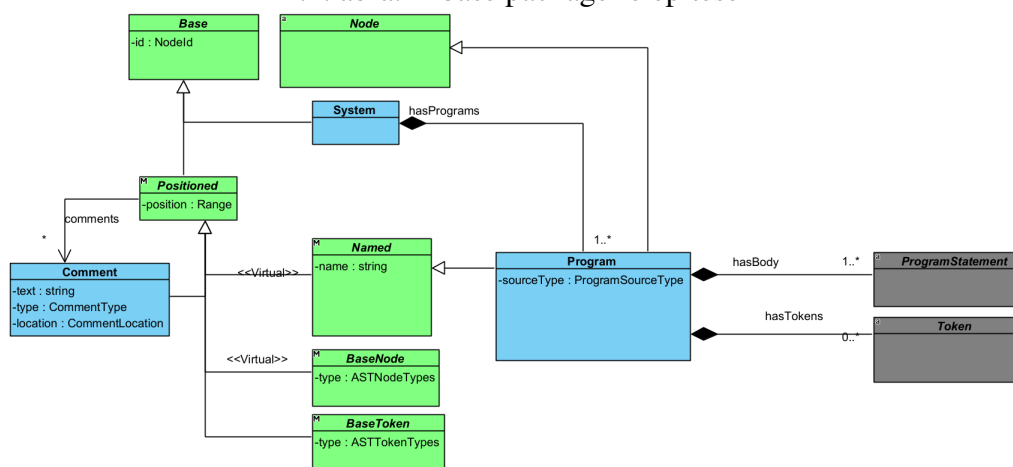 Base
-id : NodeId
a
Node
System
hasPrograms
M
Positioned
-position : Range
comments
*
Comment
-text : string
-type : CommentType
-location : CommentLocation
<<Virtual>>
M
Named
-name : string
1..*
Program
-sourceType : ProgramSourceType
hasBody
1..*
a
ProgramStatement
hasTokens
0..*
a
Token
<<Virtual>>
M
BaseNode
-type : ASTNodeTypes
M
BaseToken
-type : ASTTokenTypes